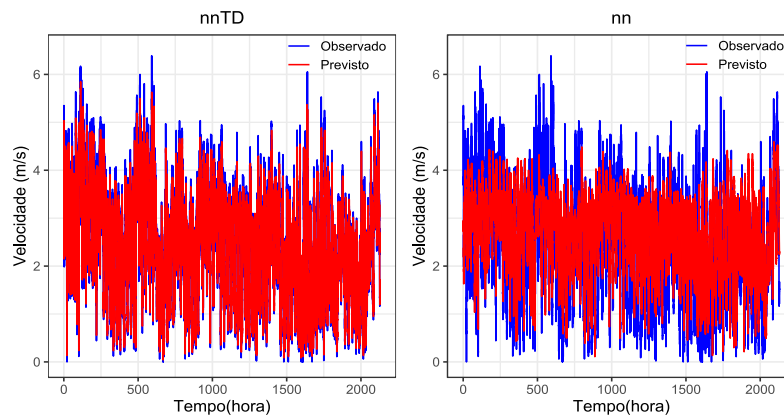 nnTD
Observado
Previsto
6
4
2
0
Velocidade (m/s)
0
500
1000
1500
2000
Tempo(hora)
nn
Observado
Previsto
6
4
2
0
Velocidade (m/s)
0
500
1000
1500
2000
Tempo(hora)